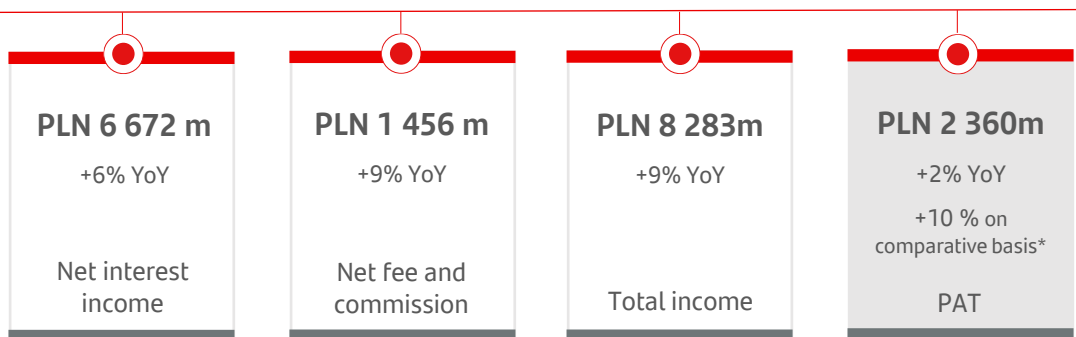 PLN 6 672 m
+6% YoY
Net interest
income
PLN 1 456 m
+9% YoY
Net fee and
commission
PLN 8 283m
+9% YoY
Total income
PLN 2 360m
+2% YoY
+10 % on
comparative basis*
PAT